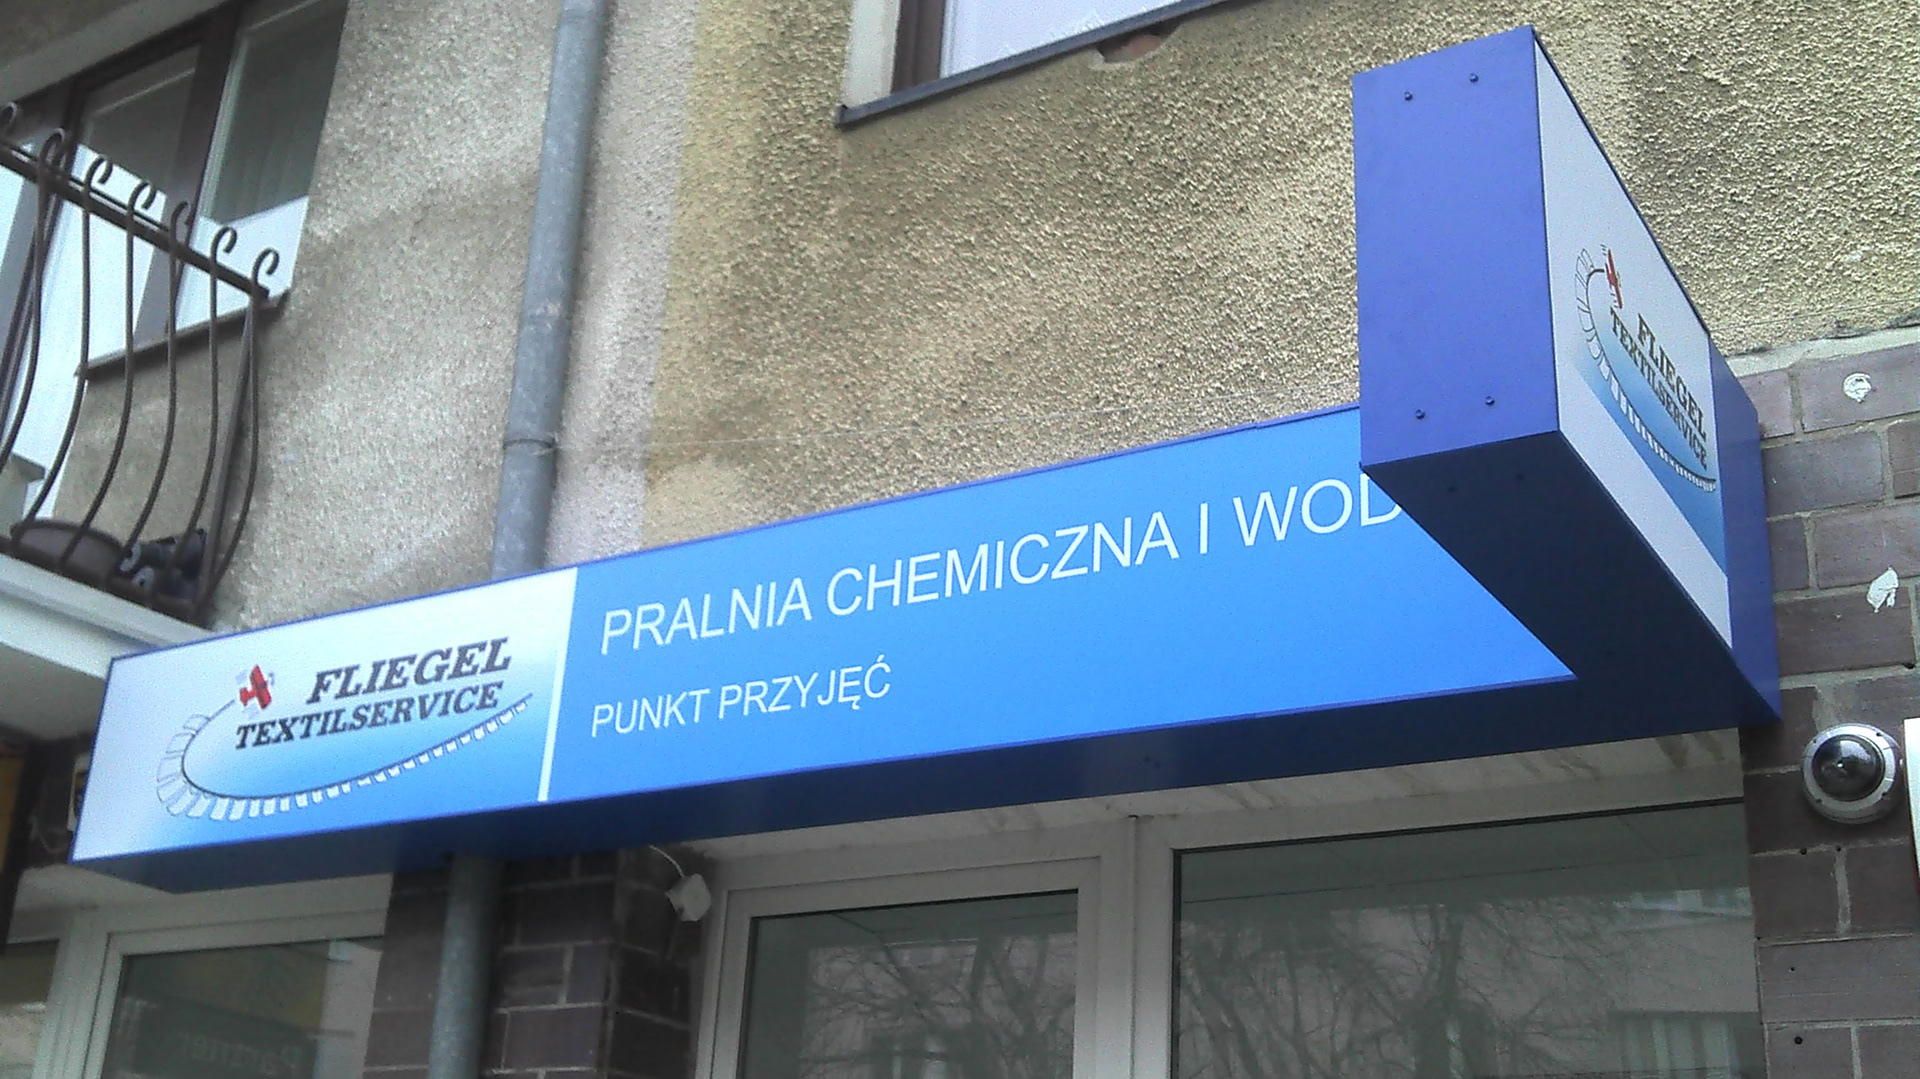 FLIEGEL
TEXTILSERVICE
PRALNIA CHEMICZNA I WOD
PUNKT PRZYJĘĆ
FLIEGEL
TEXTILSERVICE